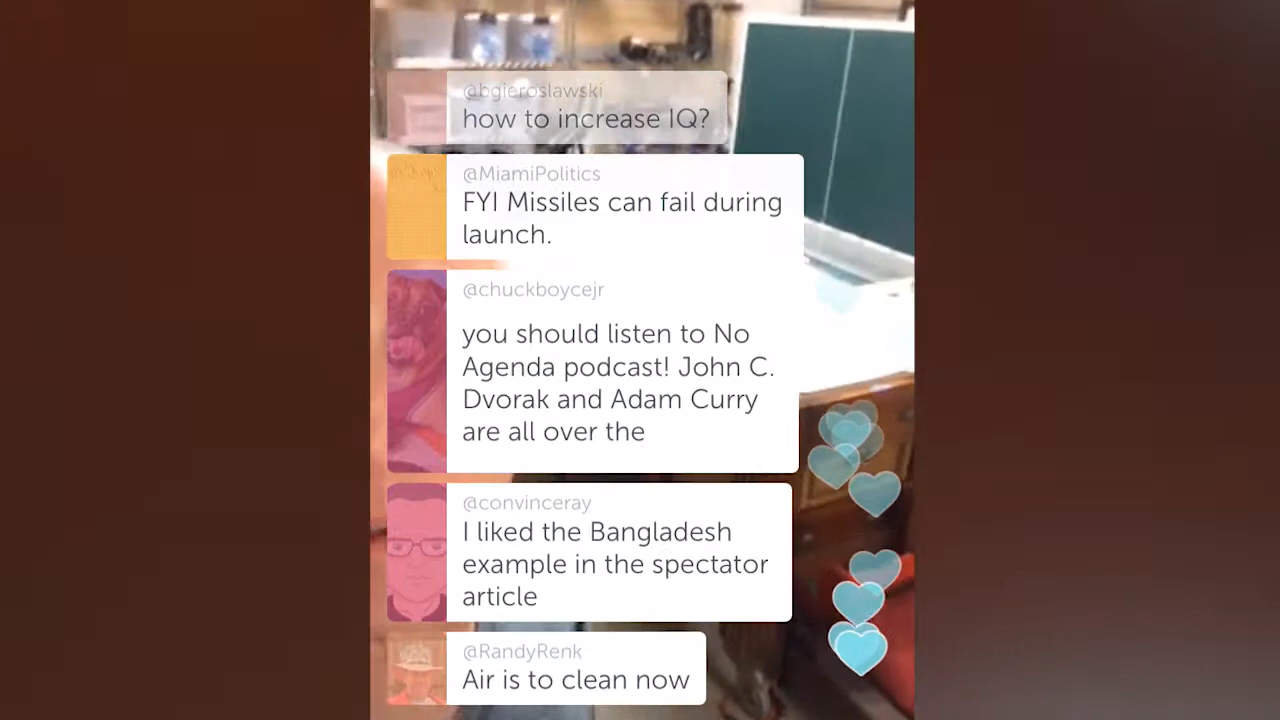 @bgieroslawski
how to increase IQ?
@MiamiPolitics
FYI Missiles can fail during
launch.
@chuckboycejr
you should listen to No
Agenda podcast! John C.
Dvorak and Adam Curry
are all over the
@convinceray
I liked the Bangladesh
example in the spectator
article
@RandyRenk
Air is to clean now